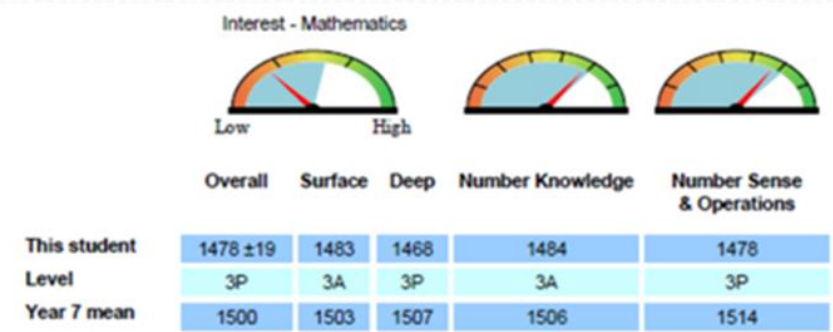 Interest - Mathematics
Low High
Overall Surface Deep Number Knowledge Number Sense
& Operations
This student 1478 ±19 1483 1468 1484 1478
Level 3P 3A 3P 3A 3P
Year 7 mean 1500 1503 1507 1506 1514